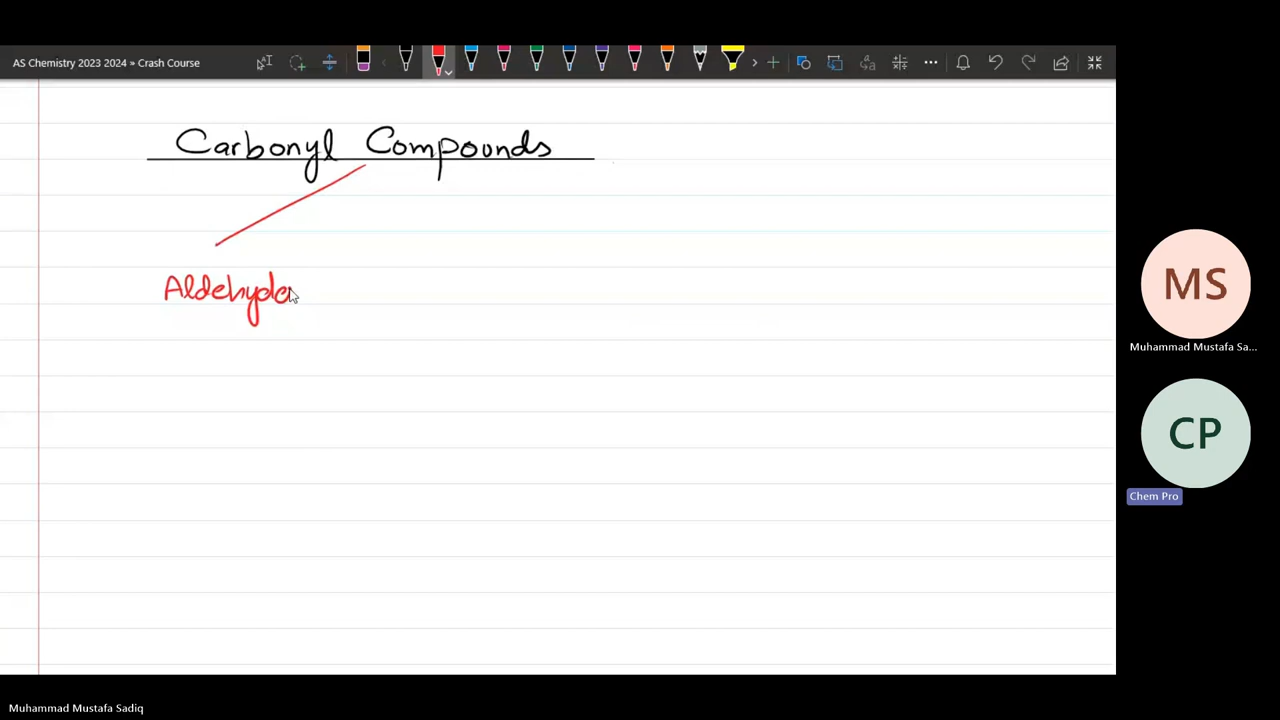 AS Chemistry 2023 2024 » Crash Course
Carbonyl Compounds
Aldehyde
MS
Muhammad Mustafa Sa...
CP
Chem Pro
Muhammad Mustafa Sadiq